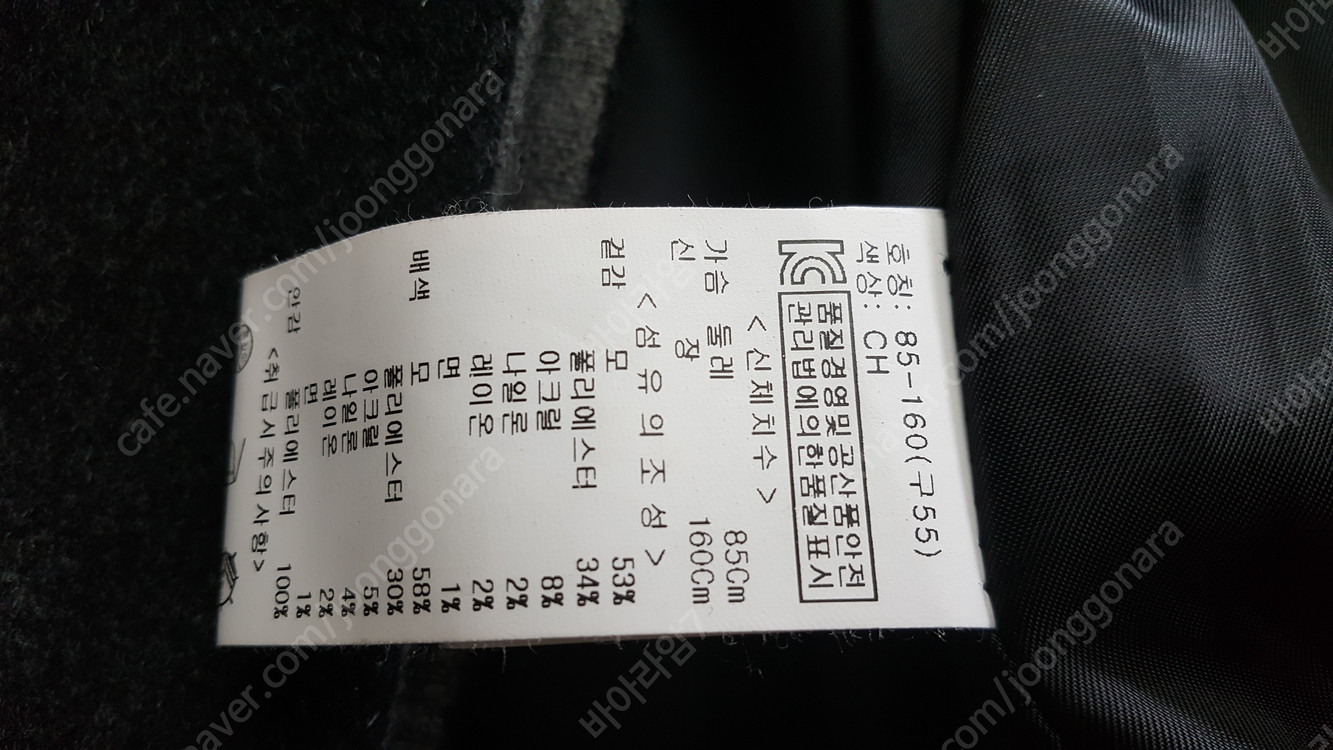 호칭: 85-160(구55)
색상: CH
품질경영및공산품안전
관리법에의한품질표시
<신체치수>
가슴 둘레 85Cm
신 장 160Cm
<섬 유 의 조 성>
겉감 모 53%
폴리에스터 34%
아크릴 8%
나일론 2%
레이온 2%
면 1%
배색 모 58%
폴리에스터 30%
아크릴 5%
나일론 4%
레이온 2%
면 1%
안감 폴리에스터 100%
<취급시주의사항>
cafe.naver.com/joonggonara